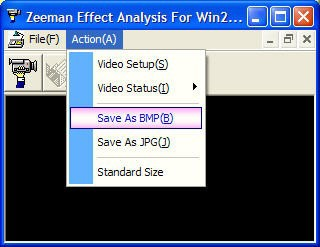 Zeeman Effect Analysis For Win2...
File(F) Action(A)
Video Setup(S)
Video Status(I)
Save As BMP(B)
Save As JPG(J)
Standard Size